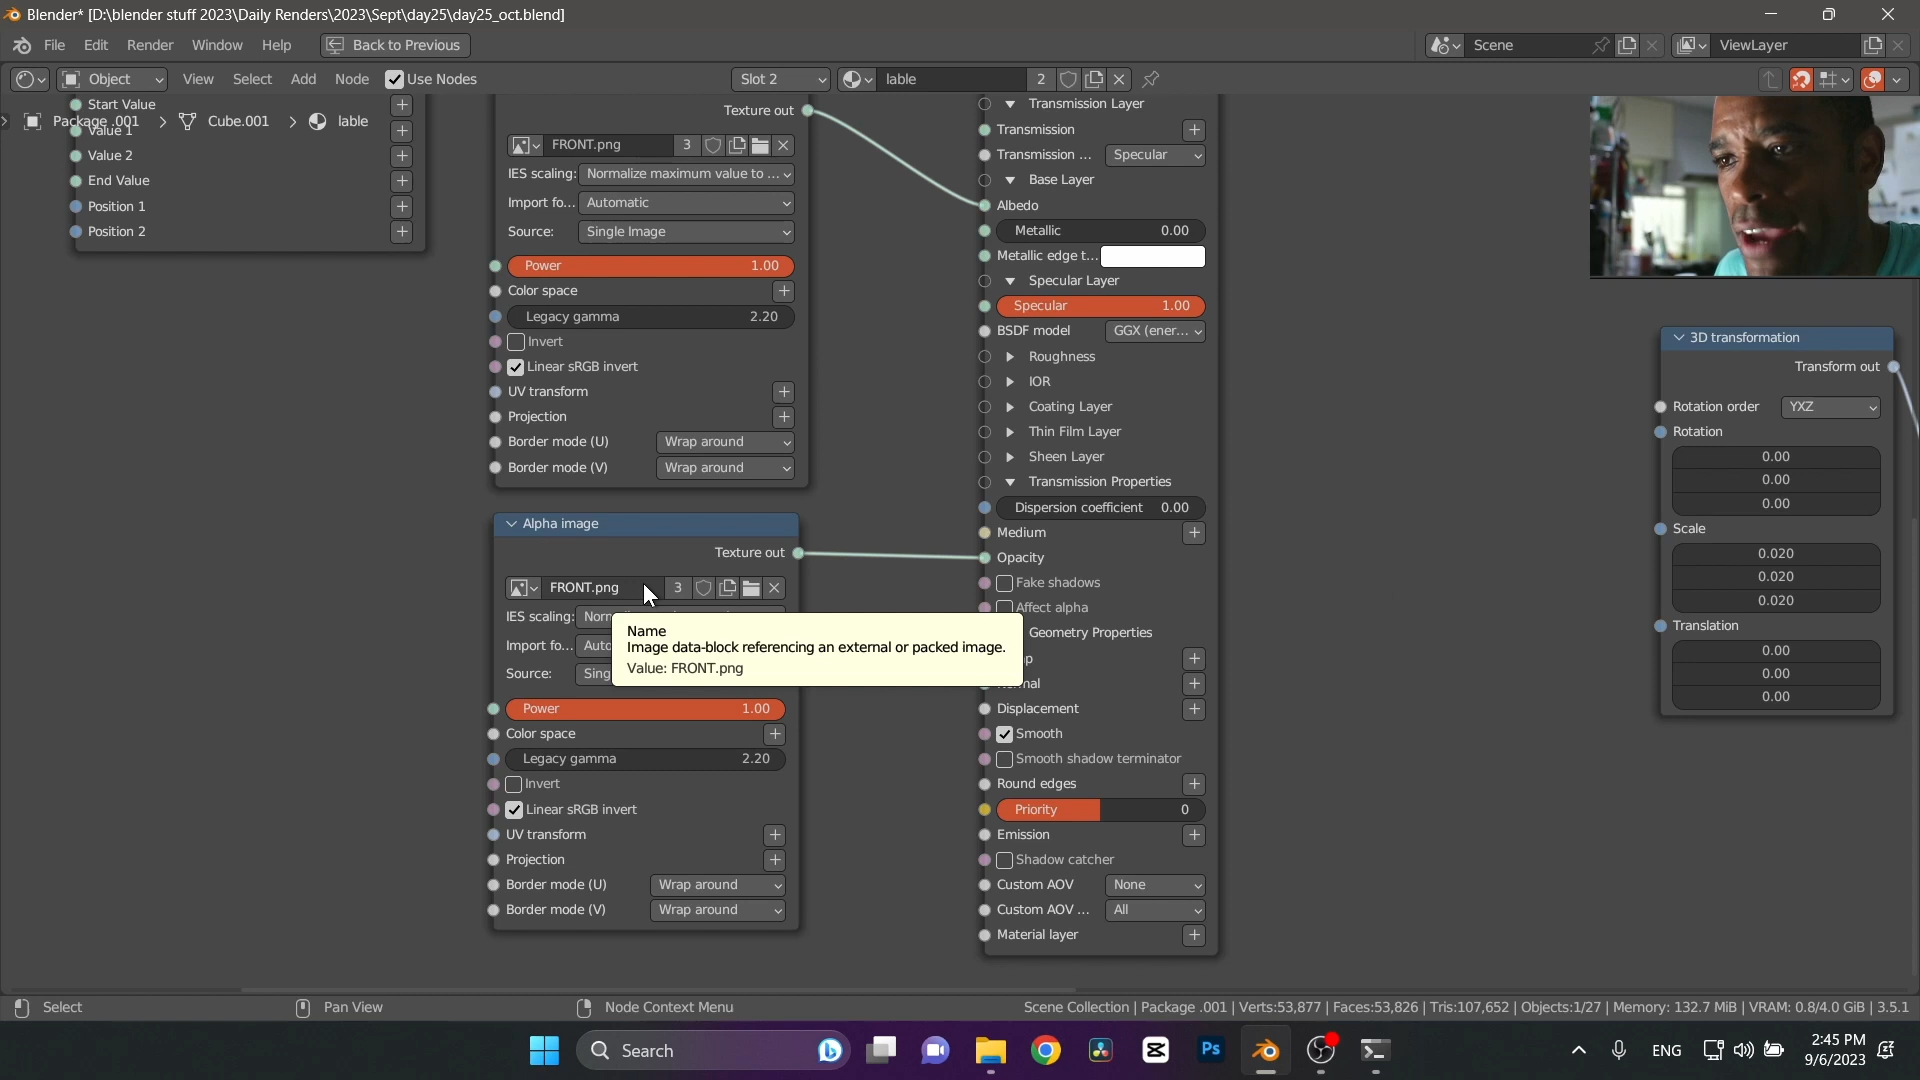 Blender* [D:\blender stuff 2023\Daily Renders\2023\Sept\day25\day25_oct.blend]
File Edit Render Window Help Back to Previous Scene ViewLayer
Object View Select Add Node Use Nodes Slot 2 lable 2
Start Value
Package .001 > Cube.001 > lable
Value 1
Value 2
End Value
Position 1
Position 2
Texture out
FRONT.png 3
IES scaling: Normalize maximum value to ...
Import fo... Automatic
Source: Single Image
Power 1.00
Color space
Legacy gamma 2.20
Invert
Linear sRGB invert
UV transform
Projection
Border mode (U) Wrap around
Border mode (V) Wrap around
Alpha image
Texture out
FRONT.png 3
IES scaling:
Import fo...
Source:
Name
Image data-block referencing an external or packed image.
Value: FRONT.png
Power 1.00
Color space
Legacy gamma 2.20
Invert
Linear sRGB invert
UV transform
Projection
Border mode (U) Wrap around
Border mode (V) Wrap around
Transmission Layer
Transmission
Transmission ... Specular
Base Layer
Albedo
Metallic 0.00
Metallic edge t...
Specular Layer
Specular 1.00
BSDF model GGX (ener...
Roughness
IOR
Coating Layer
Thin Film Layer
Sheen Layer
Transmission Properties
Dispersion coefficient 0.00
Medium
Opacity
Fake shadows
Affect alpha
Geometry Properties
Displacement
Smooth
Smooth shadow terminator
Round edges
Priority 0
Emission
Shadow catcher
Custom AOV None
Custom AOV ... All
Material layer
3D transformation
Transform out
Rotation order YXZ
Rotation
0.00
0.00
0.00
Scale
0.020
0.020
0.020
Translation
0.00
0.00
0.00
Select Pan View Node Context Menu Scene Collection | Package .001 | Verts:53,877 | Faces:53,826 | Tris:107,652 | Objects:1/27 | Memory: 132.7 MiB | VRAM: 0.8/4.0 GiB | 3.5.1
Search Ps ENG 2:45 PM
9/6/2023